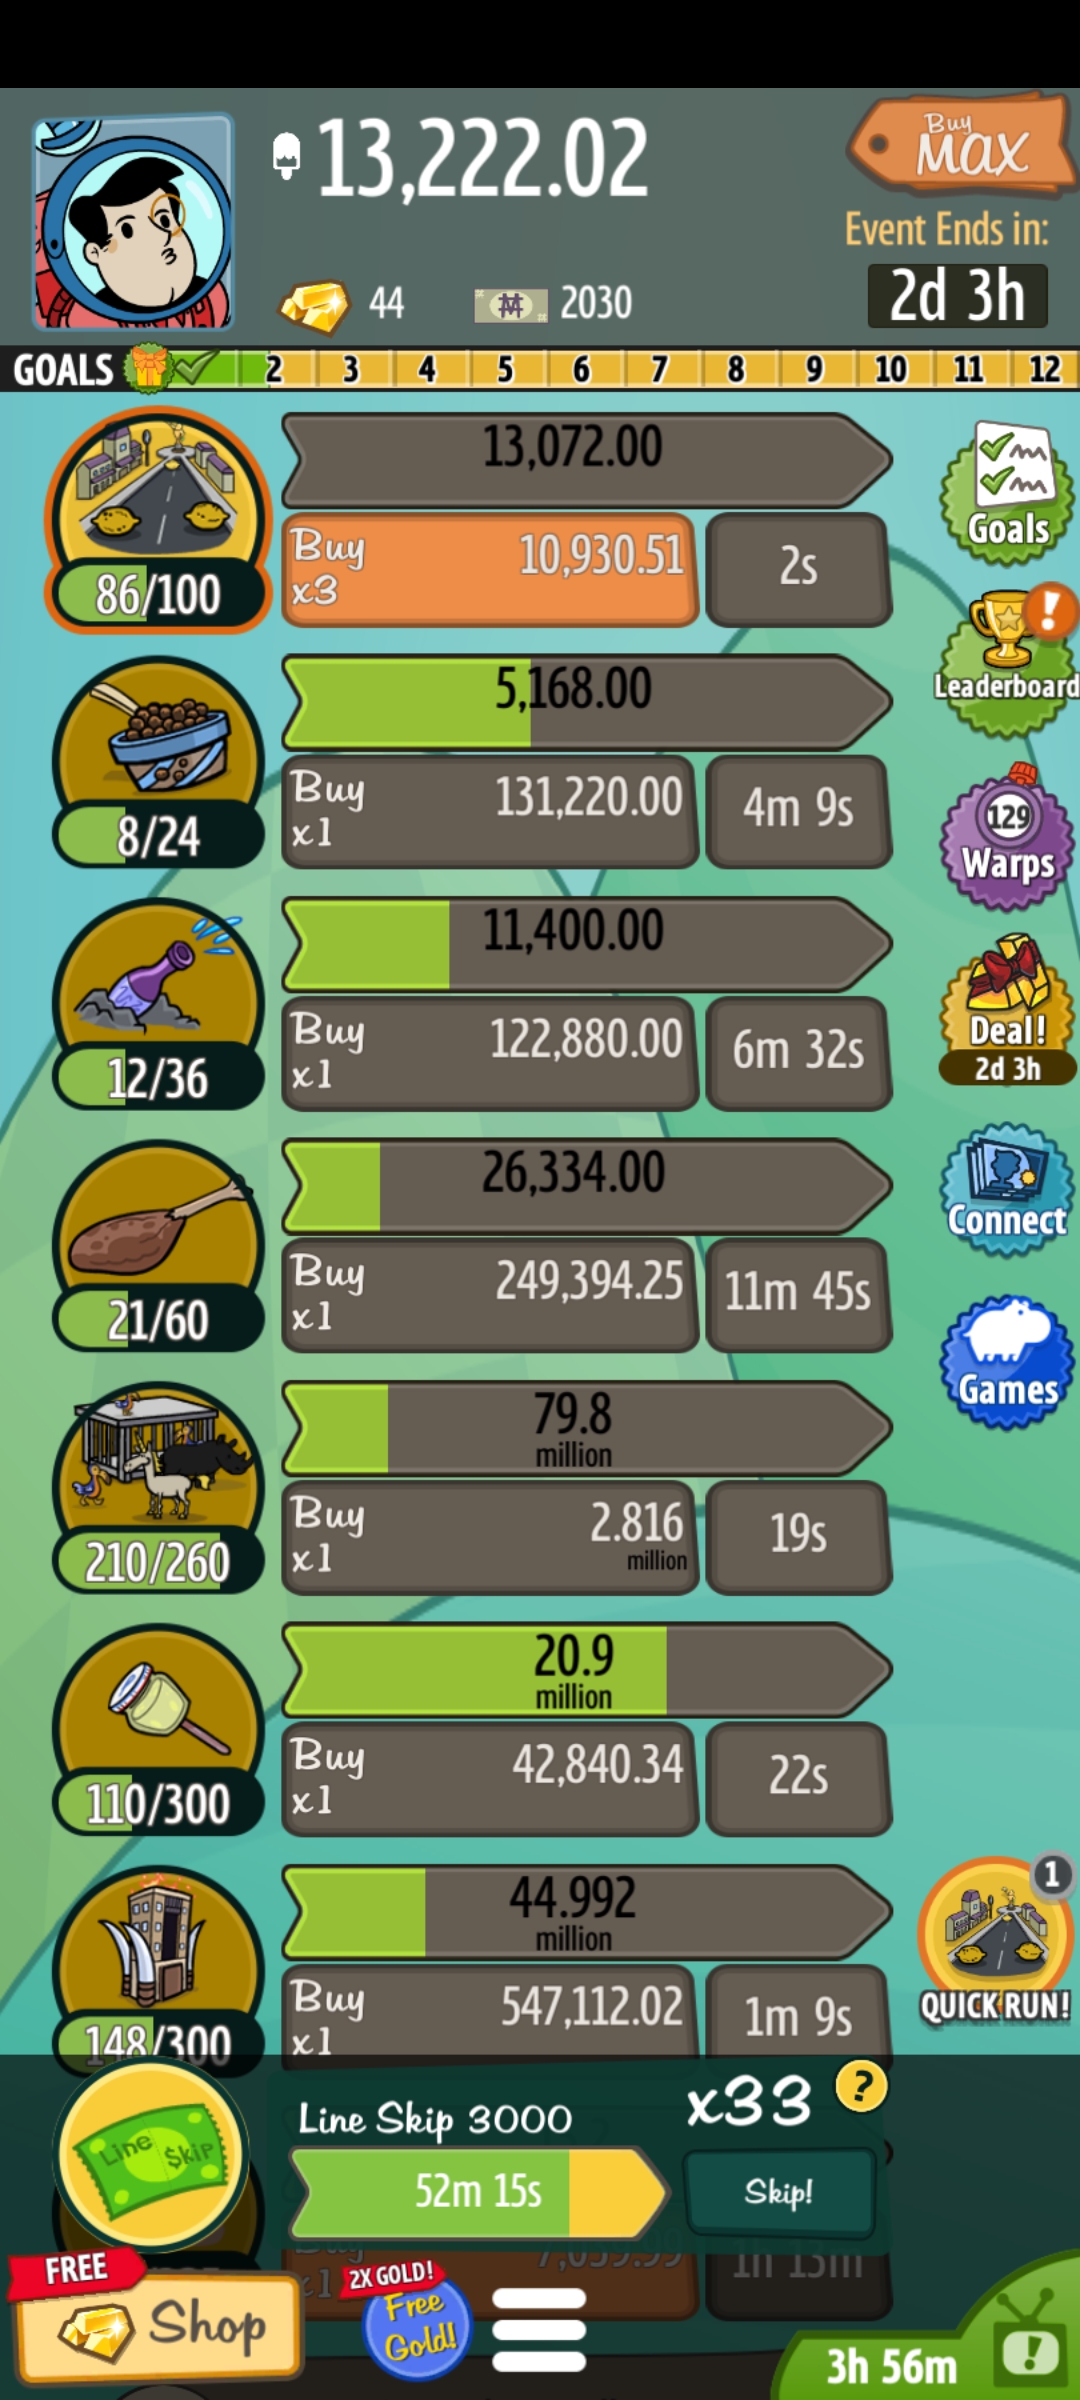 13,222.02
Buy
MAX
Event Ends in:
44
2030
2d 3h
GOALS 2 3 4 5 6 7 8 9 10 11 12
13,072.00
Buy
x3
10,930.51
2s
86/100
Goals
5,168.00
Buy
x1
131,220.00
4m 9s
8/24
!
Leaderboard
11,400.00
Buy
x1
122,880.00
6m 32s
12/36
129
Warps
26,334.00
Buy
x1
249,394.25
11m 45s
21/60
Deal!
2d 3h
Connect
Games
79.8
million
Buy
x1
2.816
million
19s
210/260
20.9
million
Buy
x1
42,840.34
22s
110/300
44.992
million
Buy
x1
547,112.02
1m 9s
148/300
1
QUICK RUN!
Line Skip
Line Skip 3000
x33
?
52m 15s
Skip!
Buy
x1
7,059.99
1h 13m
FREE
Shop
2X GOLD!
Free
Gold!
3h 56m
!